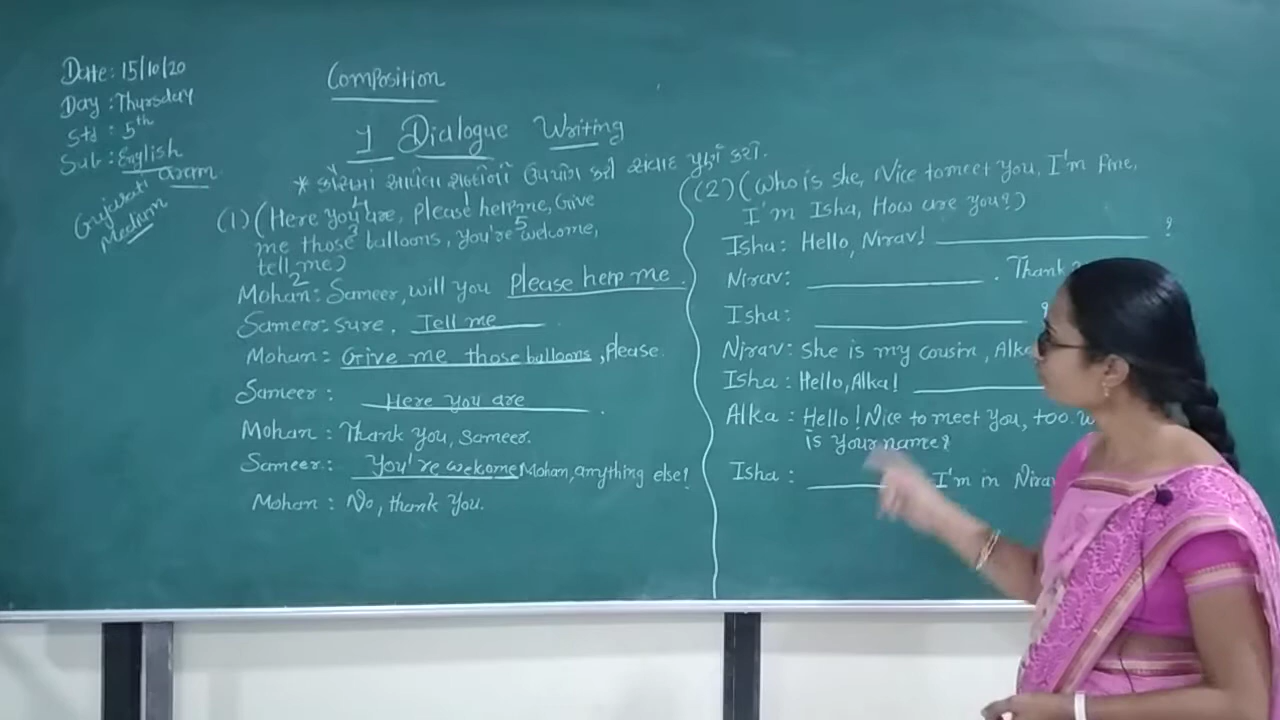 Date: 15/10/20
Day: Thursday
Std: 5th
Sub: English
Gujarati
Medium
Composition
1 Dialogue Writing
* કૌંસમાં આપેલા શબ્દોનો ઉપયોગ કરી સંવાદ પૂર્ણ કરો.
(1) (Here you are, please help me, Give
me those balloons, you're welcome,
tell me)
Mohan: Sameer, will you please help me.
Sameer: sure. Tell me
Mohan: Give me those balloons, please.
Sameer: Here you are.
Mohan: Thank you, Sameer.
Sameer: You're welcome Mohan, anything else?
Mohan: No, thank you.
(2) (Who is she, Nice to meet you, I'm fine,
I'm Isha, How are you?)
Isha: Hello, Nirav! ____ ?
Nirav: ____. Thank
Isha: ____ ?
Nirav: she is my cousin, Alka
Isha: Hello, Alka! ____
Alka: Hello! Nice to meet you, too.
is your name?
Isha: ____ I'm in Nirav